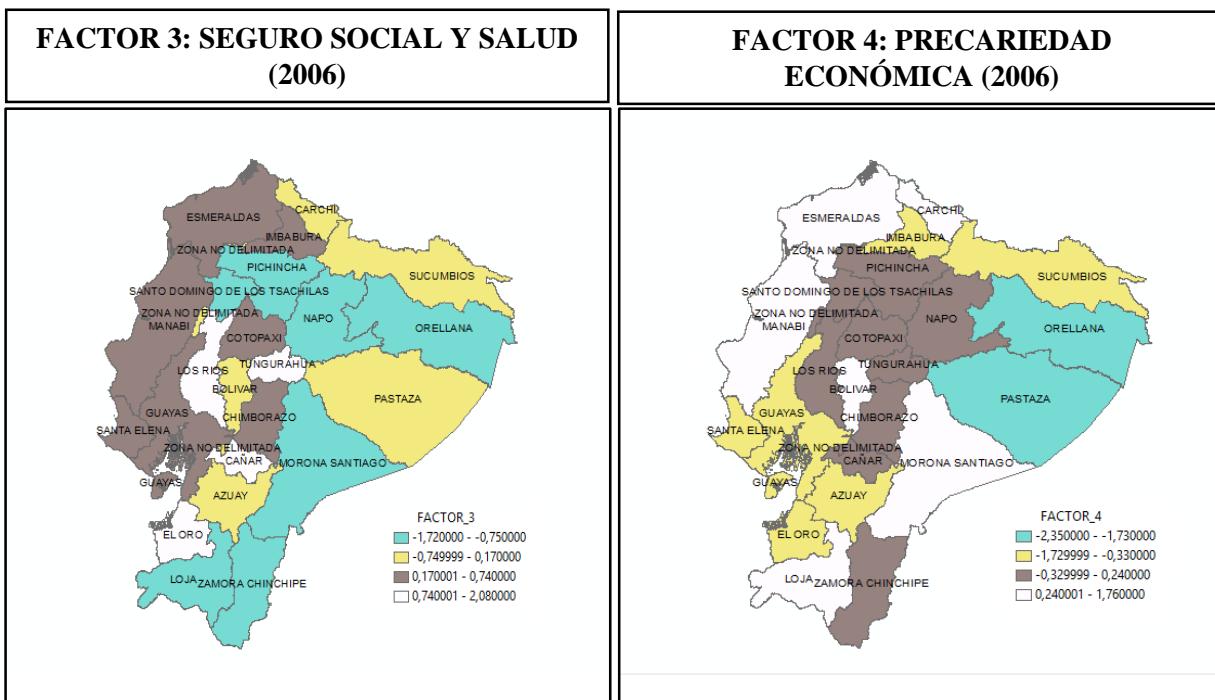 FACTOR 3: SEGURO SOCIAL Y SALUD
(2006)
ESMERALDAS
CARCHI
IMBABURA
ZONA NO DELIMITADA
PICHINCHA
SUCUMBIOS
SANTO DOMINGO DE LOS TSACHILAS
ZONA NO DELIMITADA
NAPO
MANABI
ORELLANA
COTOPAXI
TUNGURAHUA
LOS RIOS
BOLIVAR
PASTAZA
GUAYAS
CHIMBORAZO
SANTA ELENA
ZONA NO DELIMITADA
CAÑAR
MORONA SANTIAGO
GUAYAS
AZUAY
EL ORO
LOJA
ZAMORA CHINCHIPE
FACTOR_3
-1,720000 - -0,750000
-0,749999 - 0,170000
0,170001 - 0,740000
0,740001 - 2,080000
FACTOR 4: PRECARIEDAD
ECONÓMICA (2006)
ESMERALDAS
CARCHI
IMBABURA
ZONA NO DELIMITADA
PICHINCHA
SUCUMBIOS
SANTO DOMINGO DE LOS TSACHILAS
ZONA NO DELIMITADA
NAPO
MANABI
ORELLANA
COTOPAXI
TUNGURAHUA
LOS RIOS
BOLIVAR
PASTAZA
GUAYAS
CHIMBORAZO
SANTA ELENA
ZONA NO DELIMITADA
CAÑAR
MORONA SANTIAGO
GUAYAS
AZUAY
EL ORO
LOJA
ZAMORA CHINCHIPE
FACTOR_4
-2,350000 - -1,730000
-1,729999 - -0,330000
-0,329999 - 0,240000
0,240001 - 1,760000